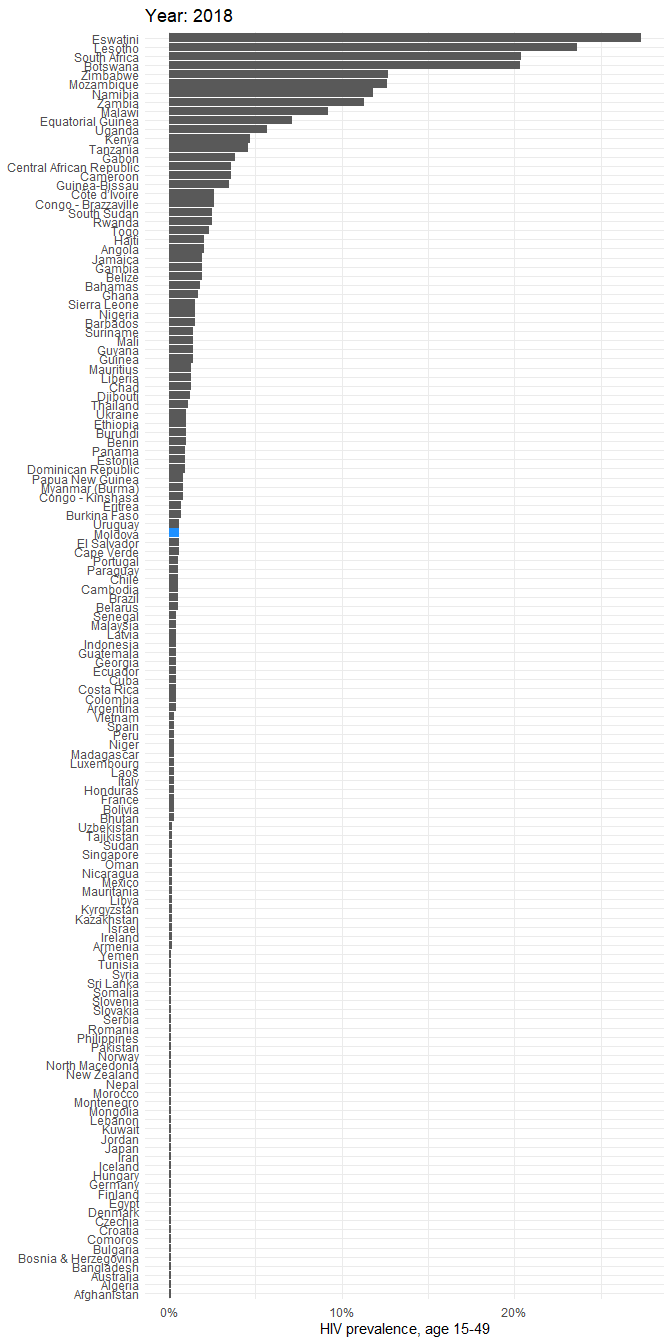 Year: 2018
Eswatini
Lesotho
South Africa
Botswana
Zimbabwe
Mozambique
Namibia
Zambia
Malawi
Equatorial Guinea
Uganda
Kenya
Tanzania
Gabon
Central African Republic
Cameroon
Guinea-Bissau
Côte d'Ivoire
Congo - Brazzaville
South Sudan
Rwanda
Togo
Haiti
Angola
Jamaica
Gambia
Belize
Bahamas
Ghana
Sierra Leone
Nigeria
Barbados
Suriname
Mali
Guyana
Guinea
Mauritius
Liberia
Chad
Djibouti
Thailand
Ukraine
Ethiopia
Burundi
Benin
Panama
Estonia
Dominican Republic
Papua New Guinea
Myanmar (Burma)
Congo - Kinshasa
Eritrea
Burkina Faso
Uruguay
Moldova
El Salvador
Cape Verde
Portugal
Paraguay
Chile
Cambodia
Brazil
Belarus
Senegal
Malaysia
Latvia
Indonesia
Guatemala
Georgia
Ecuador
Cuba
Costa Rica
Colombia
Argentina
Vietnam
Spain
Peru
Niger
Madagascar
Luxembourg
Laos
Italy
Honduras
France
Bolivia
Bhutan
Uzbekistan
Tajikistan
Sudan
Singapore
Oman
Nicaragua
Mexico
Mauritania
Libya
Kyrgyzstan
Kazakhstan
Israel
Ireland
Armenia
Yemen
Tunisia
Syria
Sri Lanka
Somalia
Slovenia
Slovakia
Serbia
Romania
Philippines
Pakistan
Norway
North Macedonia
New Zealand
Nepal
Morocco
Montenegro
Mongolia
Lebanon
Kuwait
Jordan
Japan
Iran
Iceland
Hungary
Germany
Finland
Egypt
Denmark
Czechia
Croatia
Comoros
Bulgaria
Bosnia & Herzegovina
Bangladesh
Australia
Algeria
Afghanistan
0% 10% 20%
HIV prevalence, age 15-49